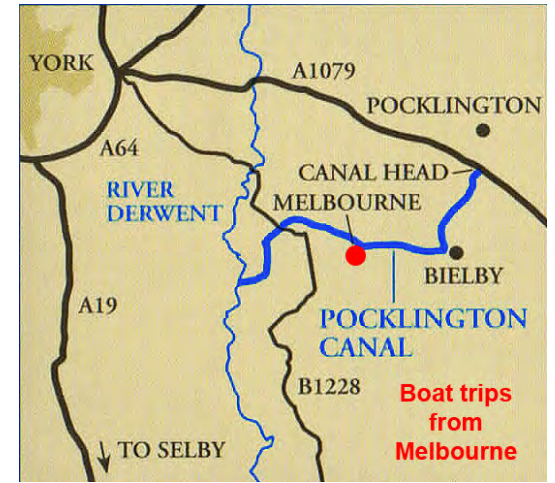 YORK
A1079
POCKLINGTON
A64
CANAL HEAD
RIVER
DERWENT
MELBOURNE
BIELBY
A19
POCKLINGTON
CANAL
B1228
Boat trips
from
Melbourne
TO SELBY